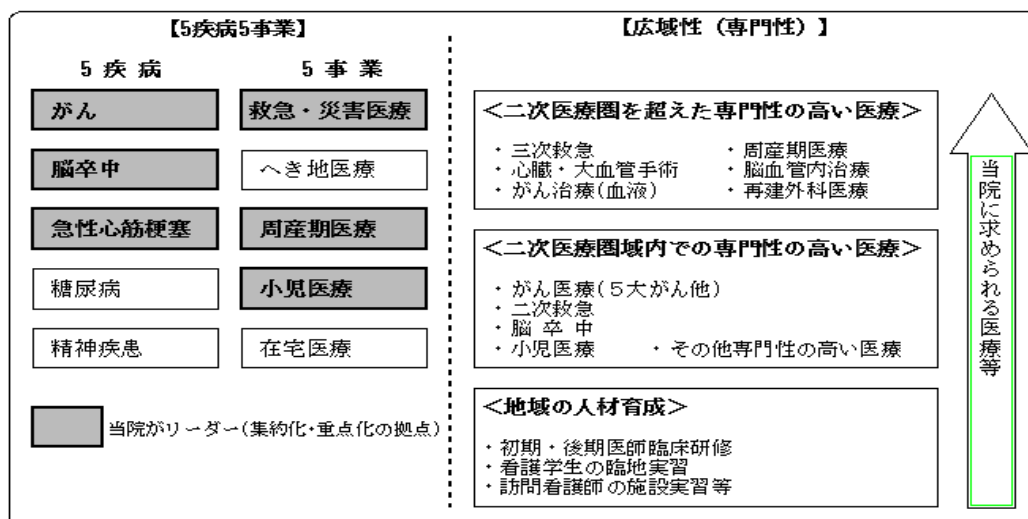 【5疾病5事業】
5 疾 病
5 事 業
がん
救急・災害医療
脳卒中
へき地医療
急性心筋梗塞
周産期医療
糖尿病
小児医療
精神疾患
在宅医療
当院がリーダー(集約化・重点化の拠点)
【広域性（専門性）】
＜二次医療圏を超えた専門性の高い医療＞
・三次救急
・周産期医療
・心臓・大血管手術
・脳血管内治療
・がん治療(血液)
・再建外科医療
＜二次医療圏域内での専門性の高い医療＞
・がん医療(５大がん他)
・二次救急
・脳 卒 中
・小児医療
・その他専門性の高い医療
＜地域の人材育成＞
・初期・後期医師臨床研修
・看護学生の臨地実習
・訪問看護師の施設実習等
当院に求められる医療等